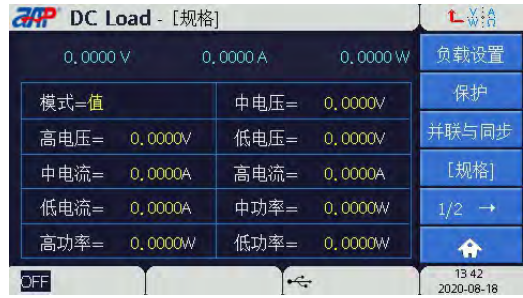 ZAP DC Load - [规格]
0.0000 V 0.0000 A 0.0000 W
模式=值 中电压= 0.0000V
高电压= 0.0000V 低电压= 0.0000V
中电流= 0.0000A 高电流= 0.0000A
低电流= 0.0000A 中功率= 0.0000W
高功率= 0.0000W 低功率= 0.0000W
负载设置
保护
并联与同步
[规格]
1/2 →
OFF
13 42
2020-08-18